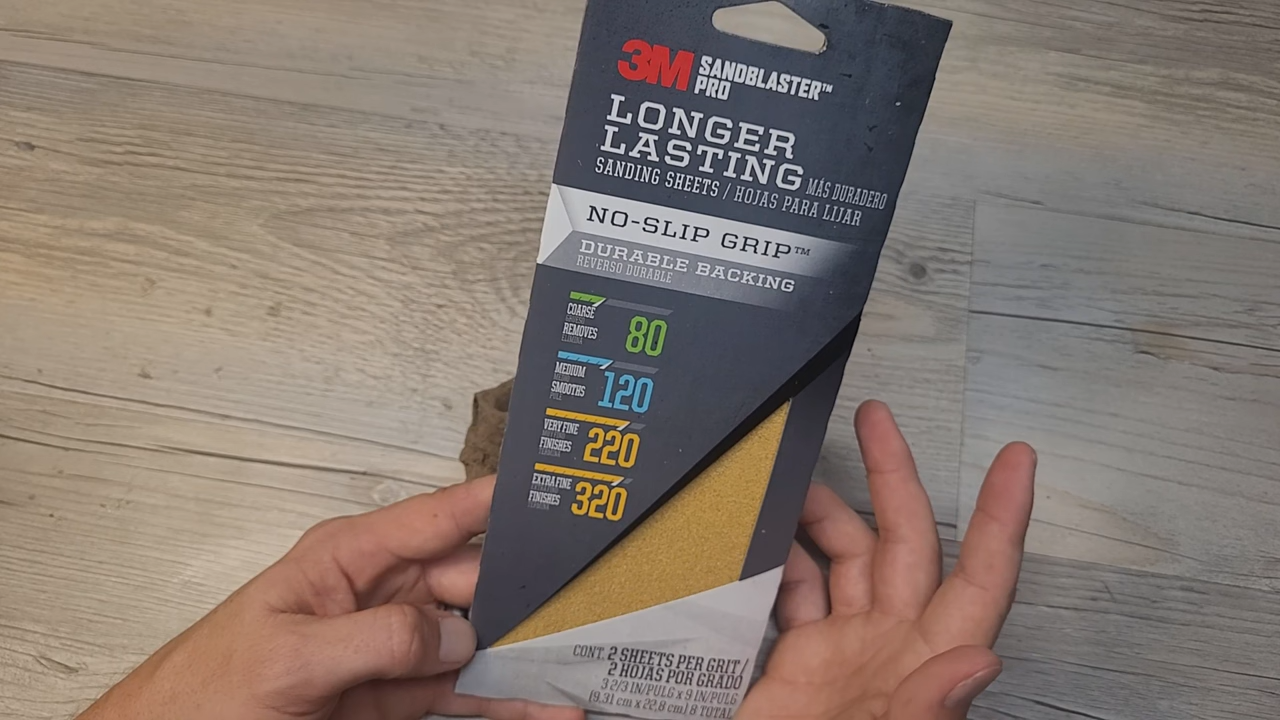 3M SANDBLASTER™
PRO
LONGER
LASTING MÁS DURADERO
SANDING SHEETS / HOJAS PARA LIJAR
NO-SLIP GRIP™
DURABLE BACKING
REVERSO DURABLE
COARSE
REMOVES
80
MEDIUM
SMOOTHS
120
VERY FINE
FINISHES
220
EXTRA FINE
FINISHES
320
CONT. 2 SHEETS PER GRIT /
2 HOJAS POR GRADO
3 2/3 IN/PULG x 9 IN/PULG
(9,31 cm x 22,8 cm) 8 TOTAL